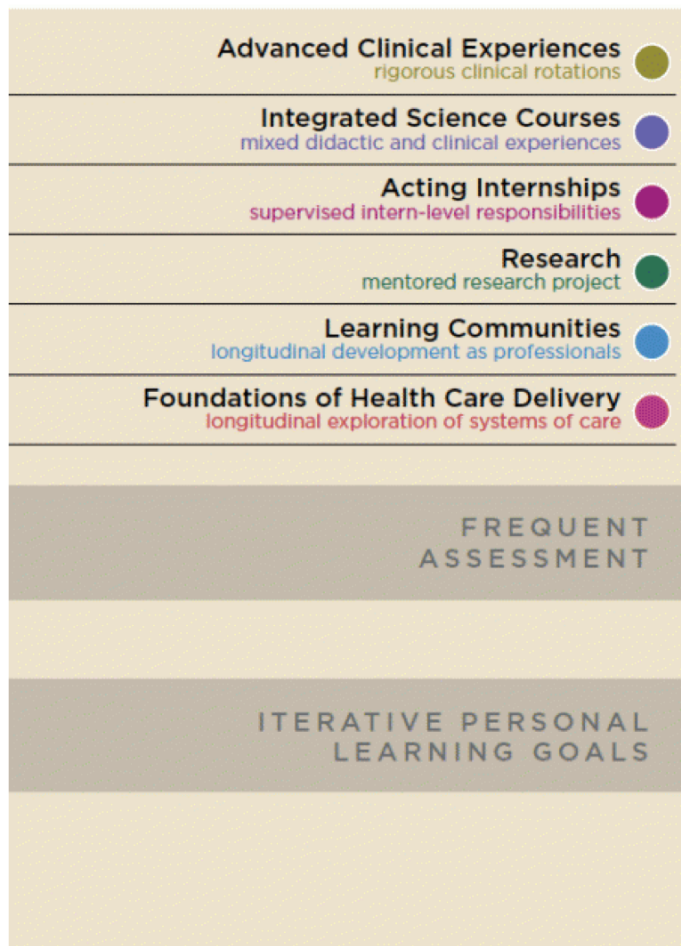 Advanced Clinical Experiences
rigorous clinical rotations
Integrated Science Courses
mixed didactic and clinical experiences
Acting Internships
supervised intern-level responsibilities
Research
mentored research project
Learning Communities
longitudinal development as professionals
Foundations of Health Care Delivery
longitudinal exploration of systems of care
FREQUENT
ASSESSMENT
ITERATIVE PERSONAL
LEARNING GOALS